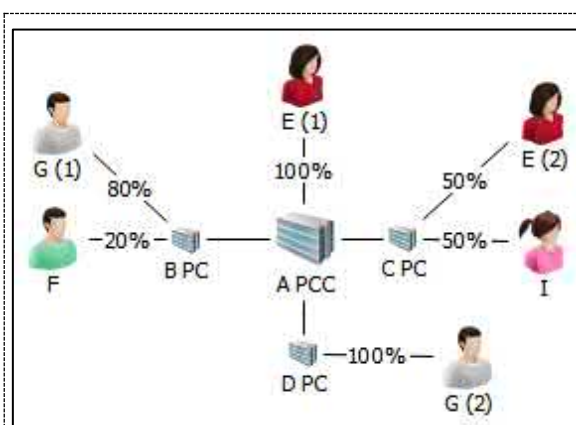 E (1)
G (1)
E (2)
100%
80%
50%
20%
50%
F
B PC
A PCC
C PC
I
100%
D PC
G (2)